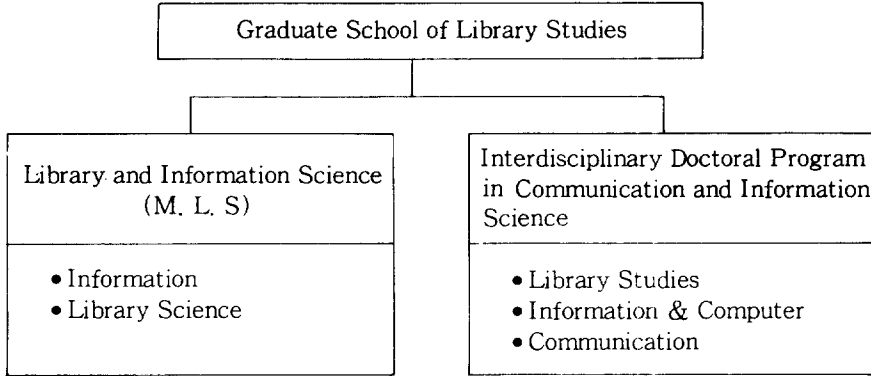 Graduate School of Library Studies
Library and Information Science
(M. L. S)
• Information
• Library Science
Interdisciplinary Doctoral Program
in Communication and Information
Science
• Library Studies
• Information & Computer
• Communication